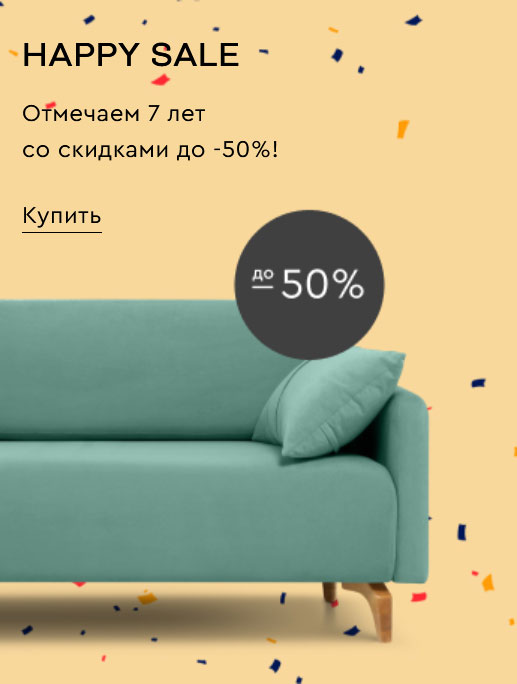 HAPPY SALE
Отмечаем 7 лет
со скидками до -50%!
Купить
до 50%